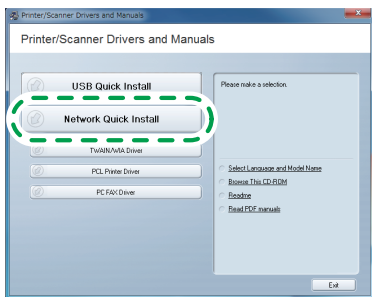 Printer/Scanner Drivers and Manuals
Printer/Scanner Drivers and Manuals
USB Quick Install
Please make a selection.
Network Quick Install
TWAIN/WIA Driver
PCL Printer Driver
PC FAX Driver
Select Language and Model Name
Browse This CD-ROM
Readme
Read PDF manuals
Exit